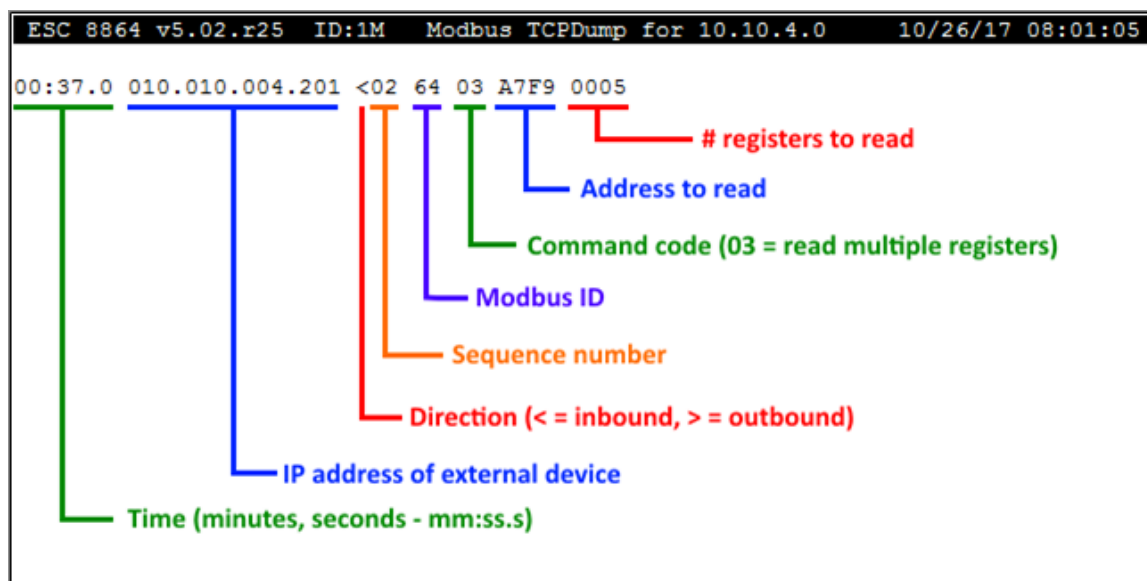 ESC 8864 v5.02.r25 ID:1M Modbus TCPDump for 10.10.4.0 10/26/17 08:01:05
00:37.0 010.010.004.201 <02 64 03 A7F9 0005
# registers to read
Address to read
Command code (03 = read multiple registers)
Modbus ID
Sequence number
Direction (< = inbound, > = outbound)
IP address of external device
Time (minutes, seconds - mm:ss.s)